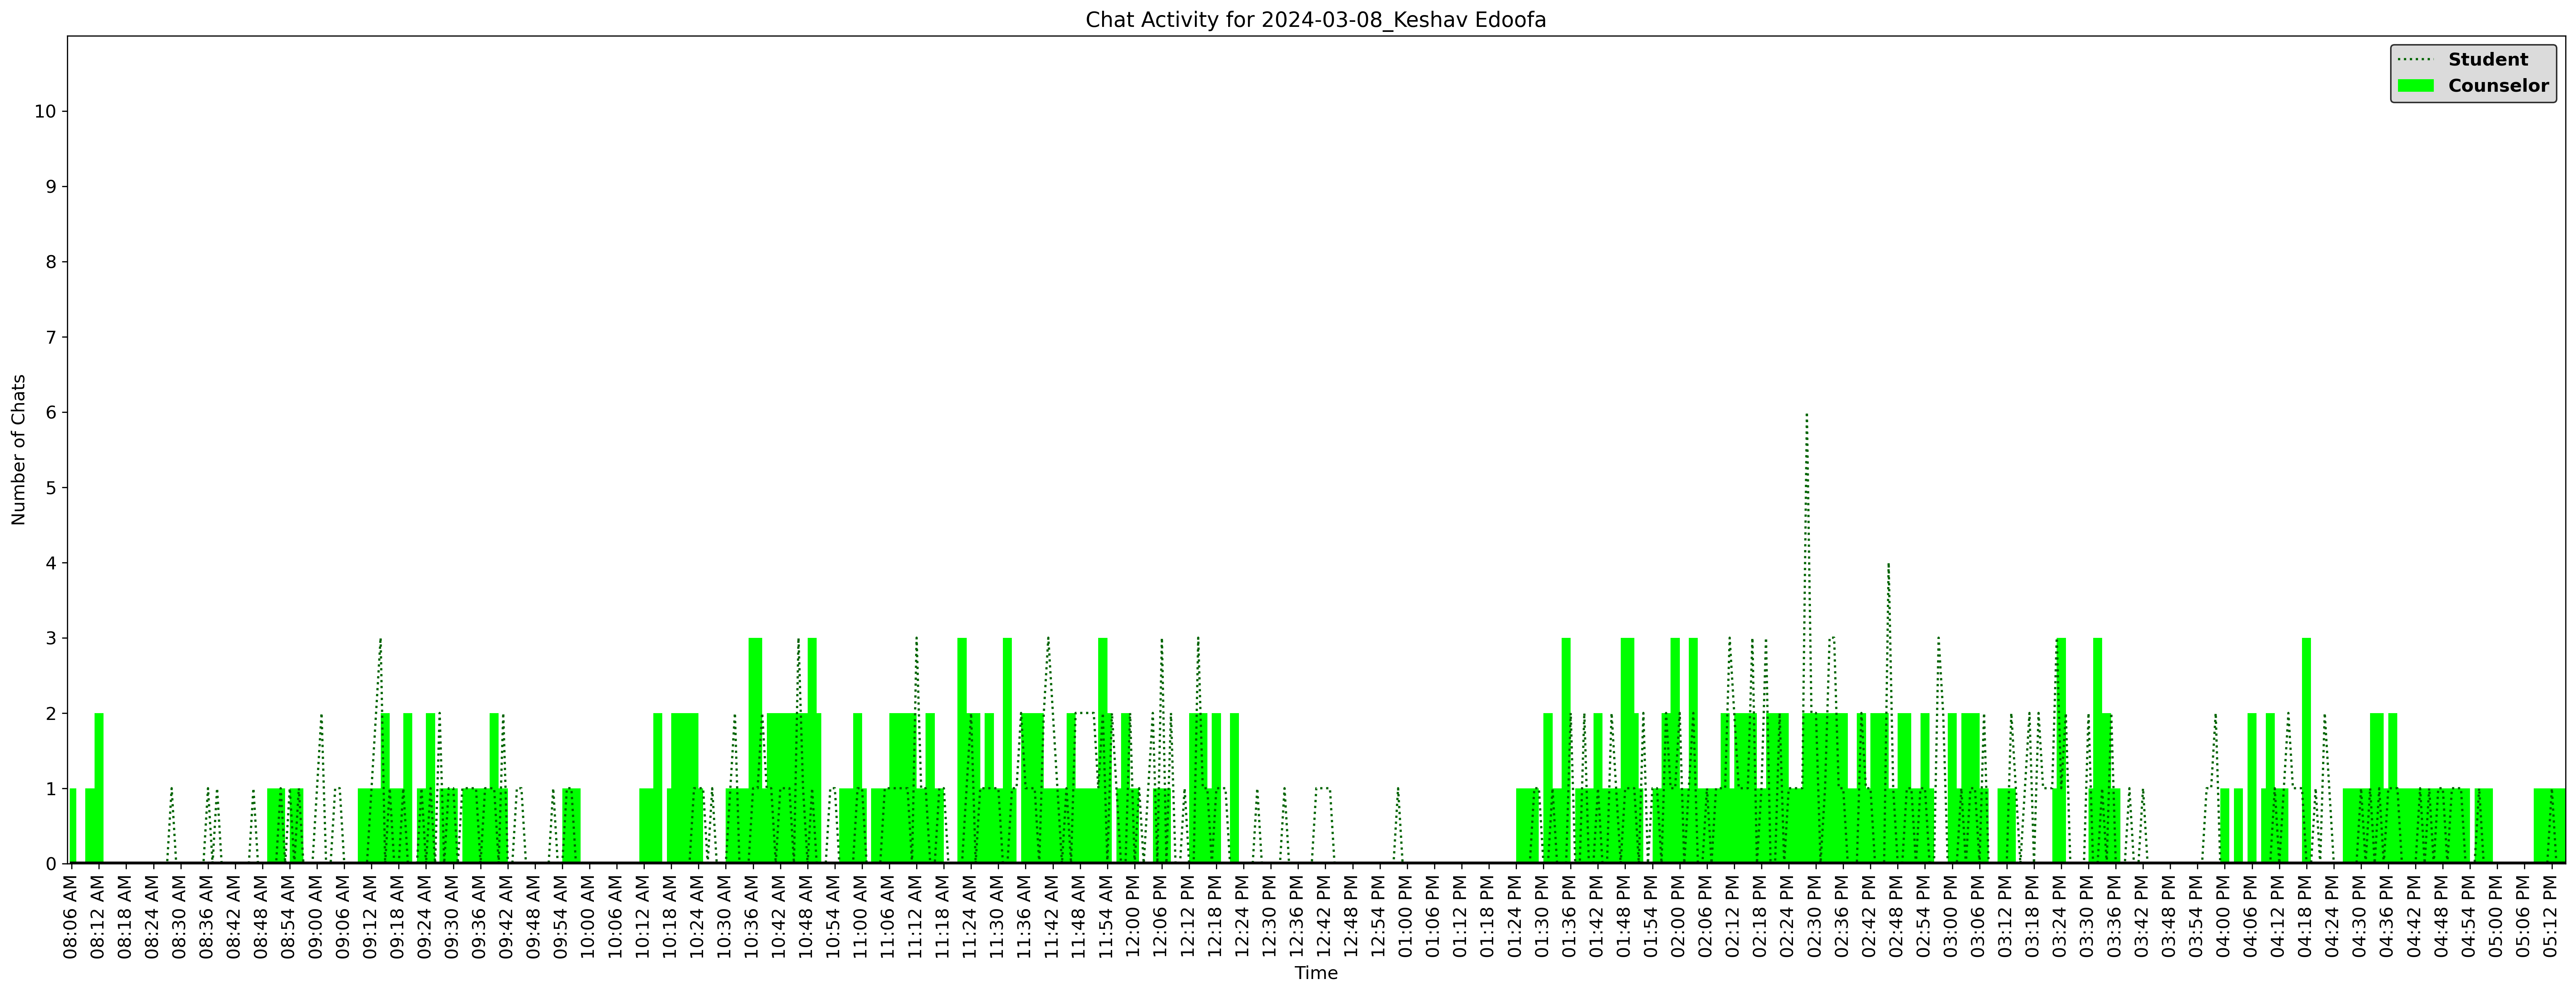 Chat Activity for 2024-03-08_Keshav Edoofa
Student
Counselor
Number of Chats
10
9
8
7
6
5
4
3
2
1
0
08:06 AM
08:12 AM
08:18 AM
08:24 AM
08:30 AM
08:36 AM
08:42 AM
08:48 AM
08:54 AM
09:00 AM
09:06 AM
09:12 AM
09:18 AM
09:24 AM
09:30 AM
09:36 AM
09:42 AM
09:48 AM
09:54 AM
10:00 AM
10:06 AM
10:12 AM
10:18 AM
10:24 AM
10:30 AM
10:36 AM
10:42 AM
10:48 AM
10:54 AM
11:00 AM
11:06 AM
11:12 AM
11:18 AM
11:24 AM
11:30 AM
11:36 AM
11:42 AM
11:48 AM
11:54 AM
12:00 PM
12:06 PM
12:12 PM
12:18 PM
12:24 PM
12:30 PM
12:36 PM
12:42 PM
12:48 PM
12:54 PM
01:00 PM
01:06 PM
01:12 PM
01:18 PM
01:24 PM
01:30 PM
01:36 PM
01:42 PM
01:48 PM
01:54 PM
02:00 PM
02:06 PM
02:12 PM
02:18 PM
02:24 PM
02:30 PM
02:36 PM
02:42 PM
02:48 PM
02:54 PM
03:00 PM
03:06 PM
03:12 PM
03:18 PM
03:24 PM
03:30 PM
03:36 PM
03:42 PM
03:48 PM
03:54 PM
04:00 PM
04:06 PM
04:12 PM
04:18 PM
04:24 PM
04:30 PM
04:36 PM
04:42 PM
04:48 PM
04:54 PM
05:00 PM
05:06 PM
05:12 PM
Time